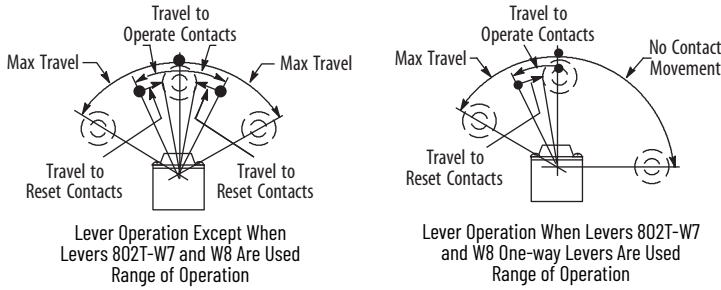 Travel to
Operate Contacts
Max Travel
Max Travel
Travel to
Reset Contacts
Travel to
Reset Contacts
Lever Operation Except When
Levers 802T-W7 and W8 Are Used
Range of Operation
Travel to
Operate Contacts
Max Travel
No Contact
Movement
Travel to
Reset Contacts
Lever Operation When Levers 802T-W7
and W8 One-way Levers Are Used
Range of Operation